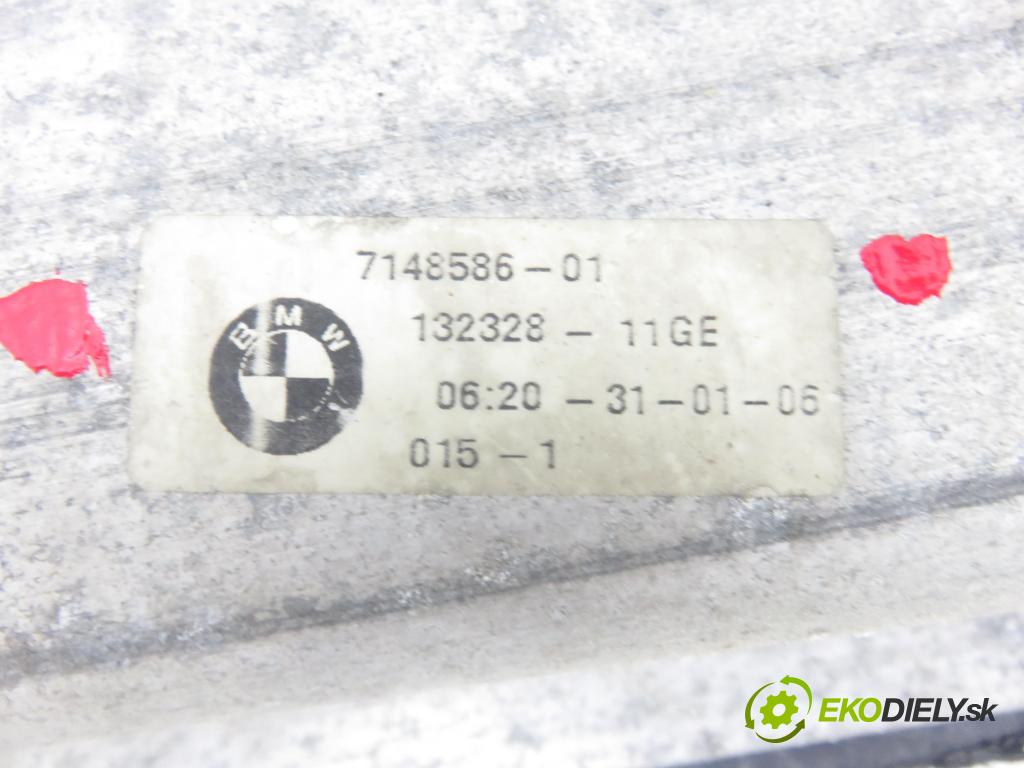 7148586-01
BMW
132328 - 11GE
06:20 - 31-01-06
015 - 1
EKODIELY.sk